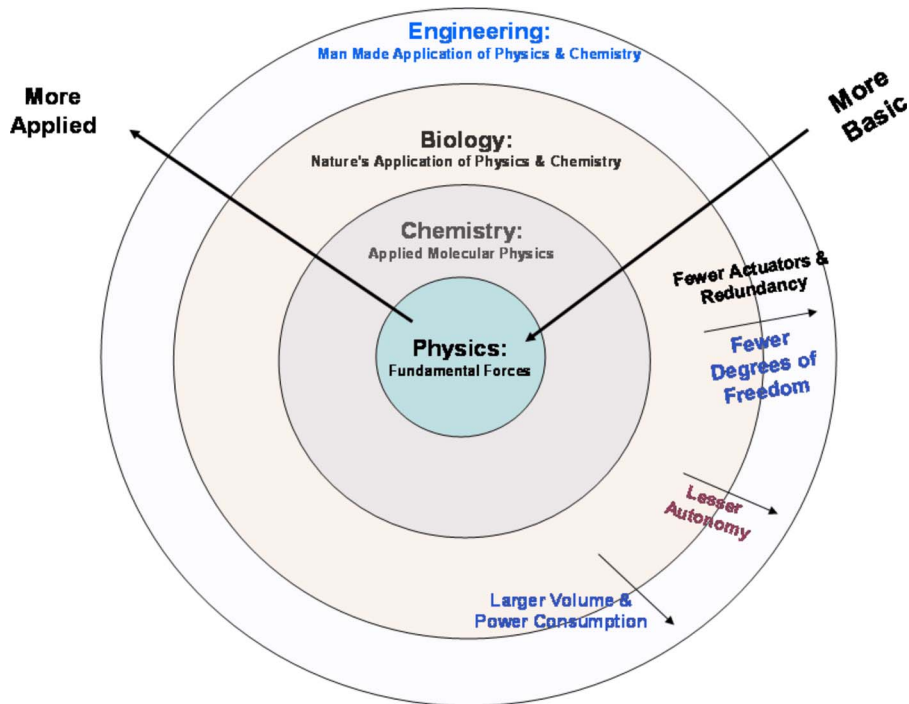 Engineering:
Man Made Application of Physics & Chemistry
More
Applied
More
Basic
Biology:
Nature's Application of Physics & Chemistry
Chemistry:
Applied Molecular Physics
Physics:
Fundamental Forces
Fewer Actuators &
Redundancy
Fewer
Degrees of
Freedom
Lesser
Autonomy
Larger Volume &
Power Consumption